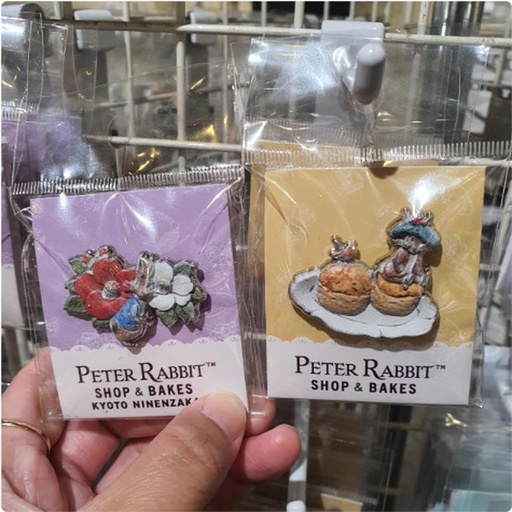 PETER RABBIT™
SHOP & BAKES
KYOTO NINENZAKA
PETER RABBIT™
SHOP & BAKES